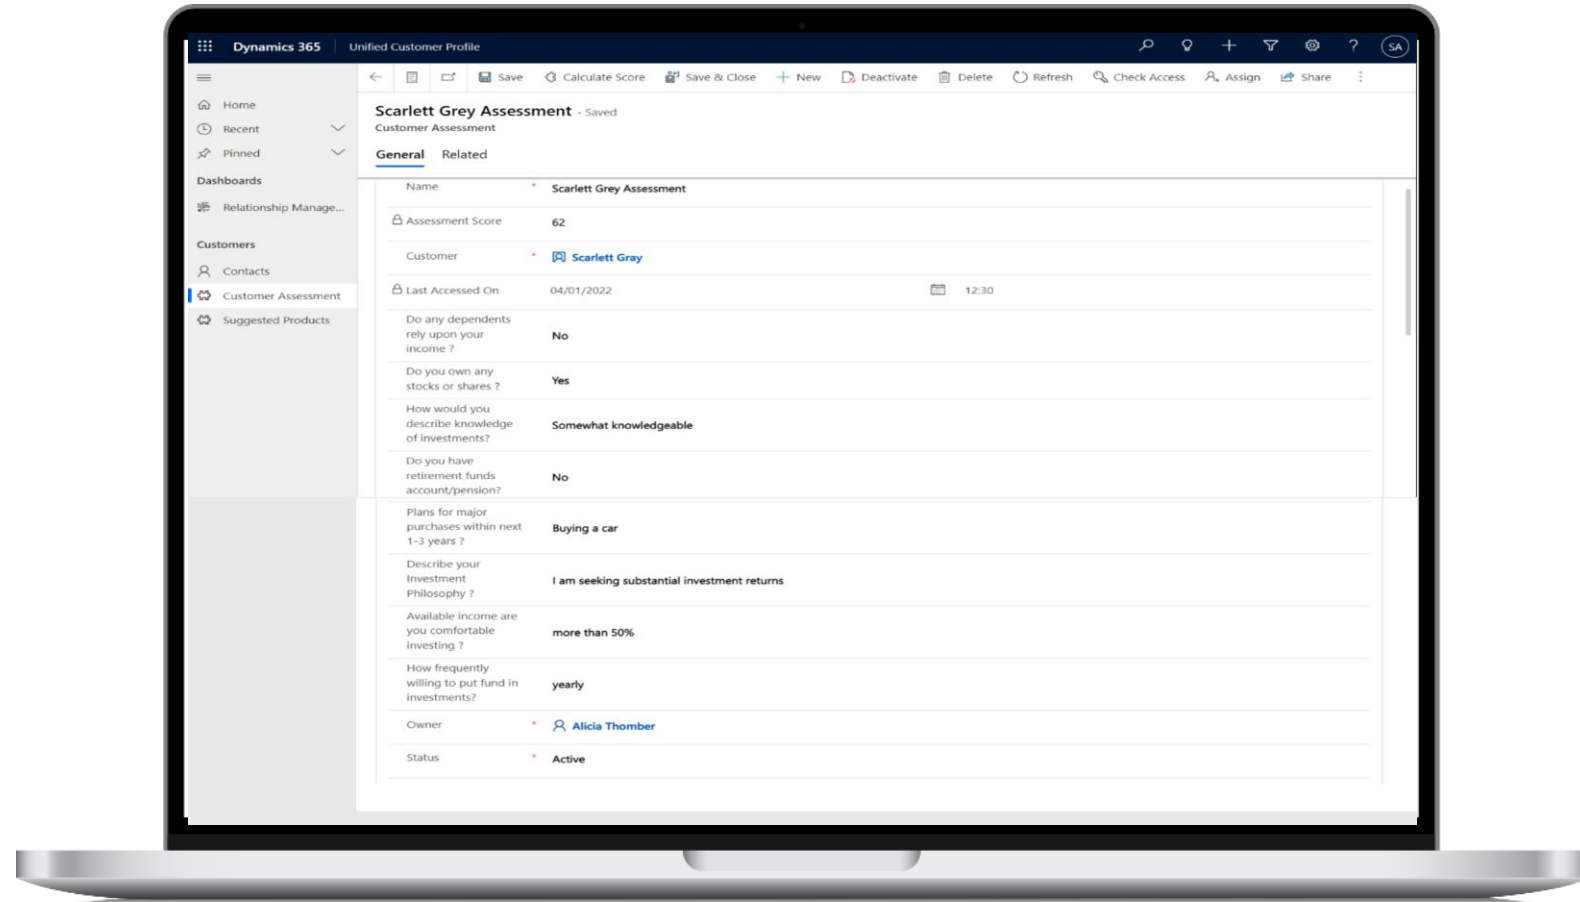 Dynamics 365 Unified Customer Profile ? SA
Save Calculate Score Save & Close New Deactivate Delete Refresh Check Access Assign Share
Home
Recent
Pinned
Dashboards
Relationship Manage...
Customers
Contacts
Customer Assessment
Suggested Products
Scarlett Grey Assessment - Saved
Customer Assessment
General Related
Name * Scarlett Grey Assessment
Assessment Score 62
Customer * Scarlett Gray
Last Accessed On 04/01/2022 12:30
Do any dependents
rely upon your
income ?
No
Do you own any
stocks or shares ?
Yes
How would you
describe knowledge
of investments?
Somewhat knowledgeable
Do you have
retirement funds
account/pension?
No
Plans for major
purchases within next
1-3 years ?
Buying a car
Describe your
Investment
Philosophy ?
I am seeking substantial investment returns
Available income are
you comfortable
investing ?
more than 50%
How frequently
willing to put fund in
investments?
yearly
Owner * Alicia Thomber
Status * Active